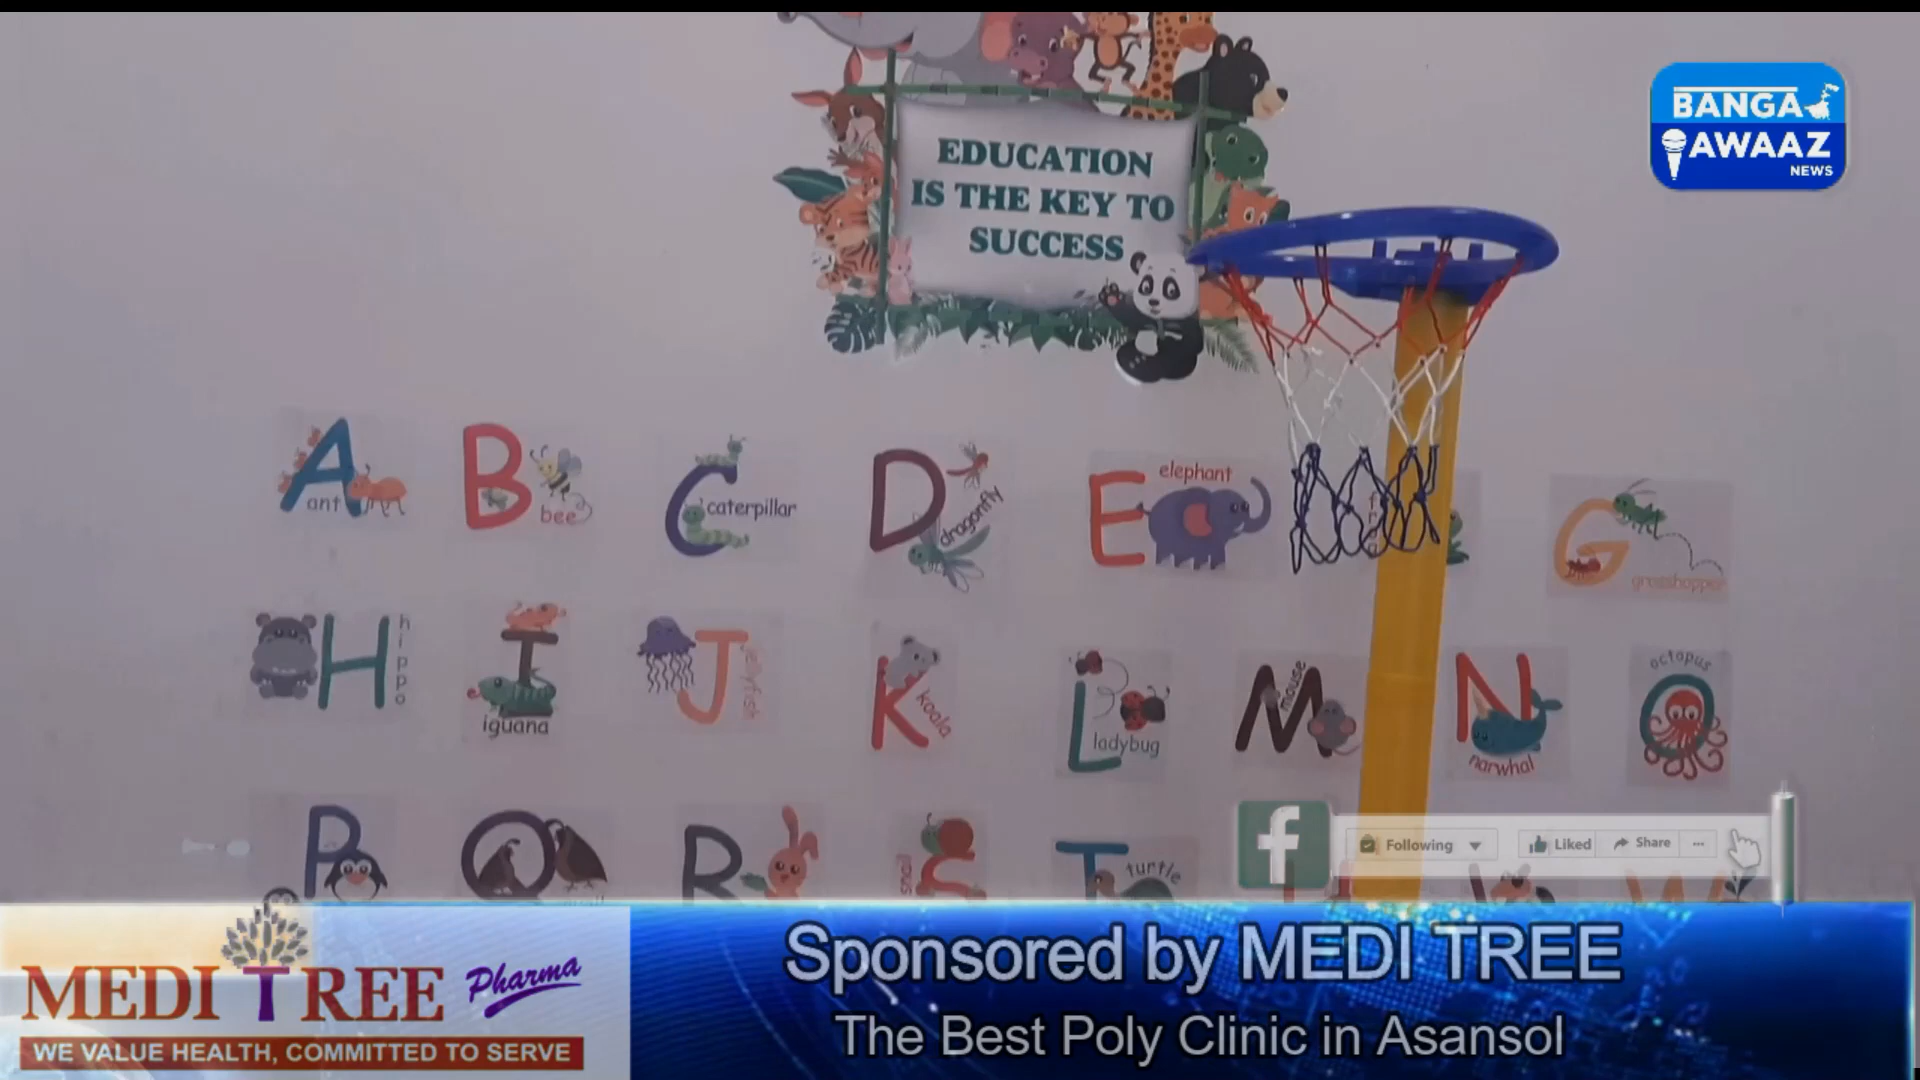 BANGA
AWAAZ
NEWS
EDUCATION
IS THE KEY TO
SUCCESS
A ant
B bee
C caterpillar
D dragonfly
E elephant
G grasshopper
H hippo
I iguana
J jellyfish
K koala
L ladybug
M mouse
N narwhal
O octopus
P
Q
R
S snail
T turtle
f Following Liked Share ...
MEDI TREE Pharma
WE VALUE HEALTH, COMMITTED TO SERVE
Sponsored by MEDI TREE
The Best Poly Clinic in Asansol